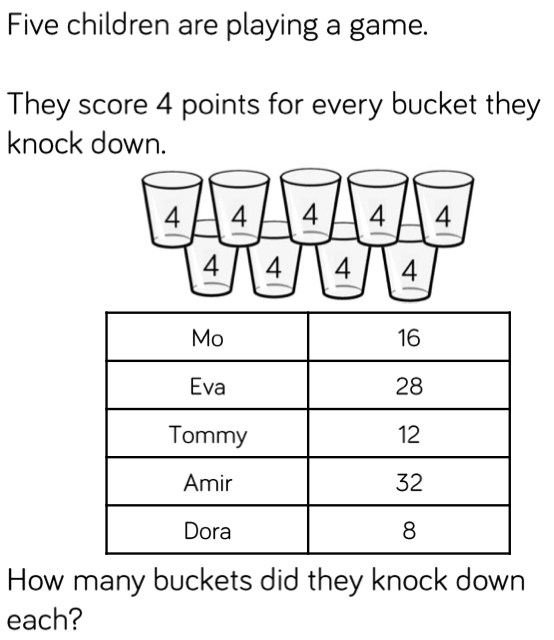 Five children are playing a game.
They score 4 points for every bucket they
knock down.
4 4 4 4 4
4 4 4 4
Mo 16
Eva 28
Tommy 12
Amir 32
Dora 8
How many buckets did they knock down
each?